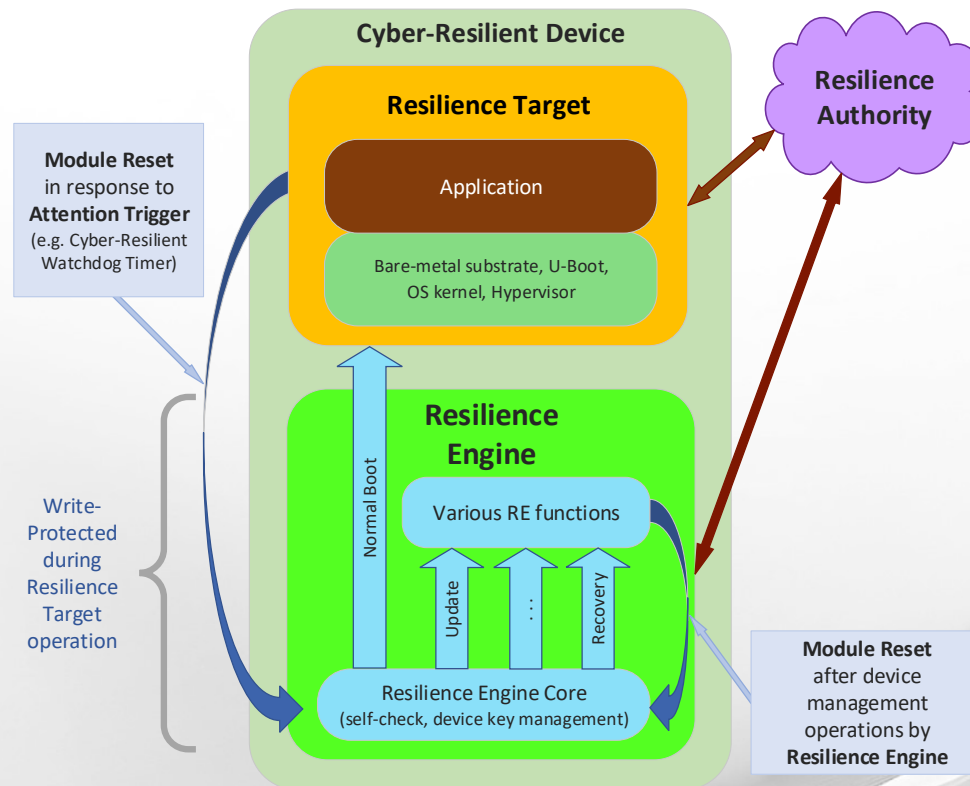 Cyber-Resilient Device
Resilience Target
Application
Bare-metal substrate, U-Boot,
OS kernel, Hypervisor
Resilience
Authority
Module Reset
in response to
Attention Trigger
(e.g. Cyber-Resilient
Watchdog Timer)
Write-
Protected
during
Resilience
Target
operation
Normal Boot
Resilience
Engine
Various RE functions
Update
...
Recovery
Resilience Engine Core
(self-check, device key management)
Module Reset
after device
management
operations by
Resilience Engine